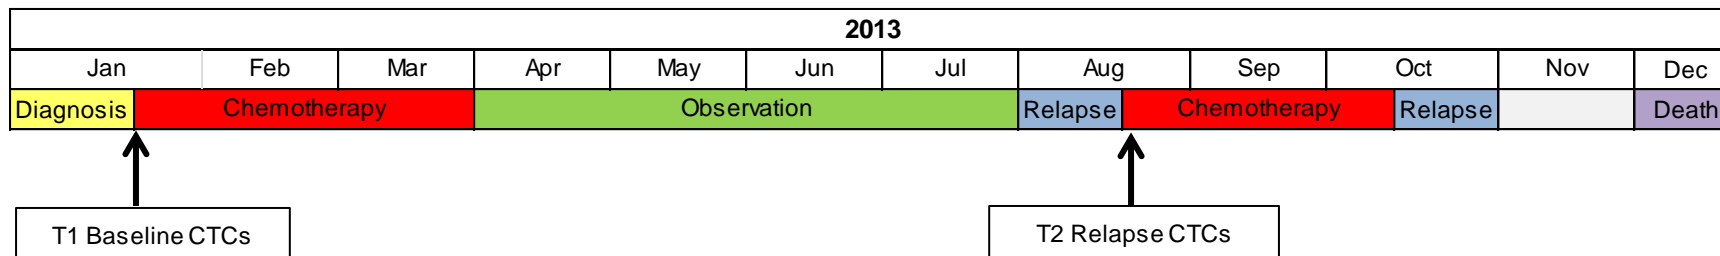 2013
Jan Feb Mar Apr May Jun Jul Aug Sep Oct Nov Dec
Diagnosis Chemotherapy Observation Relapse Chemotherapy Relapse Death
T1 Baseline CTCs T2 Relapse CTCs